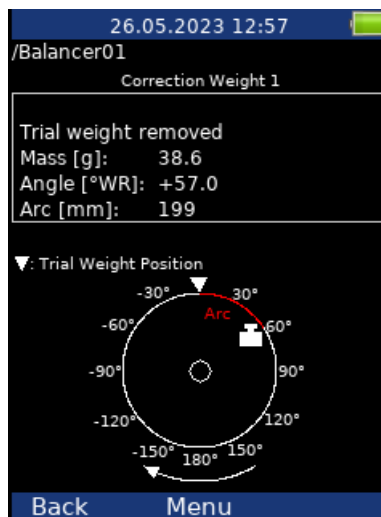 26.05.2023 12:57
/Balancer01
Correction Weight 1
Trial weight removed
Mass [g]: 38.6
Angle [°WR]: +57.0
Arc [mm]: 199
▼: Trial Weight Position
-30° 30°
Arc
-60° 60°
-90° 90°
-120° 120°
-150° 180° 150°
Back Menu